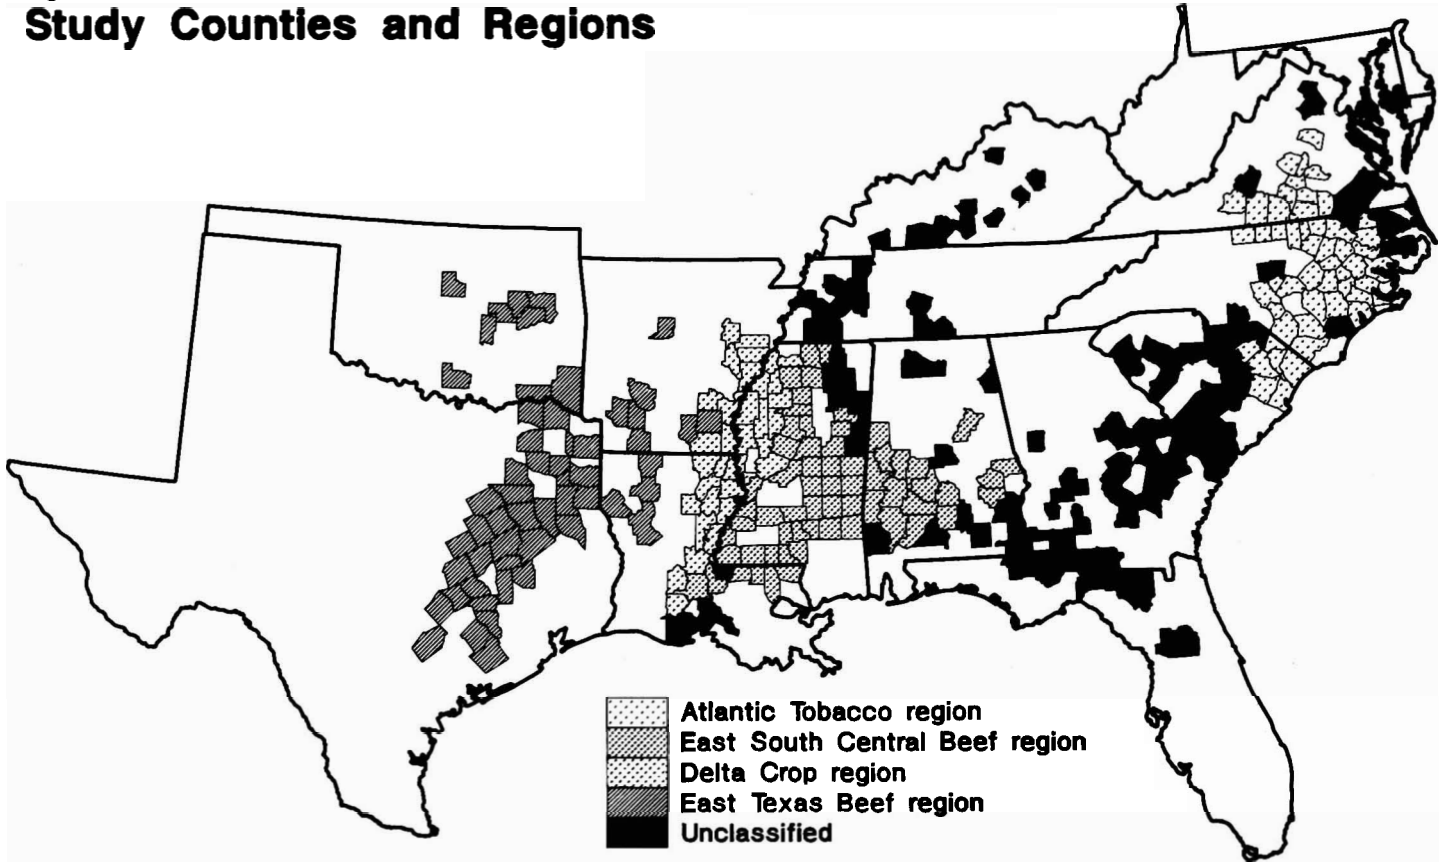 Study Counties and Regions
Atlantic Tobacco region
East South Central Beef region
Delta Crop region
East Texas Beef region
Unclassified